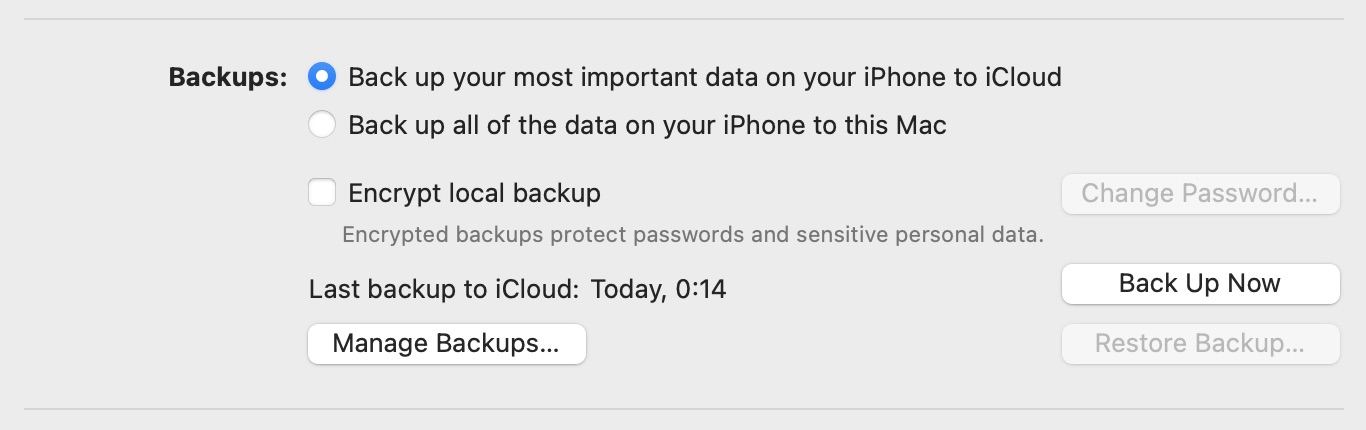 Backups: Back up your most important data on your iPhone to iCloud
Back up all of the data on your iPhone to this Mac
Encrypt local backup Change Password...
Encrypted backups protect passwords and sensitive personal data.
Last backup to iCloud: Today, 0:14 Back Up Now
Manage Backups... Restore Backup...